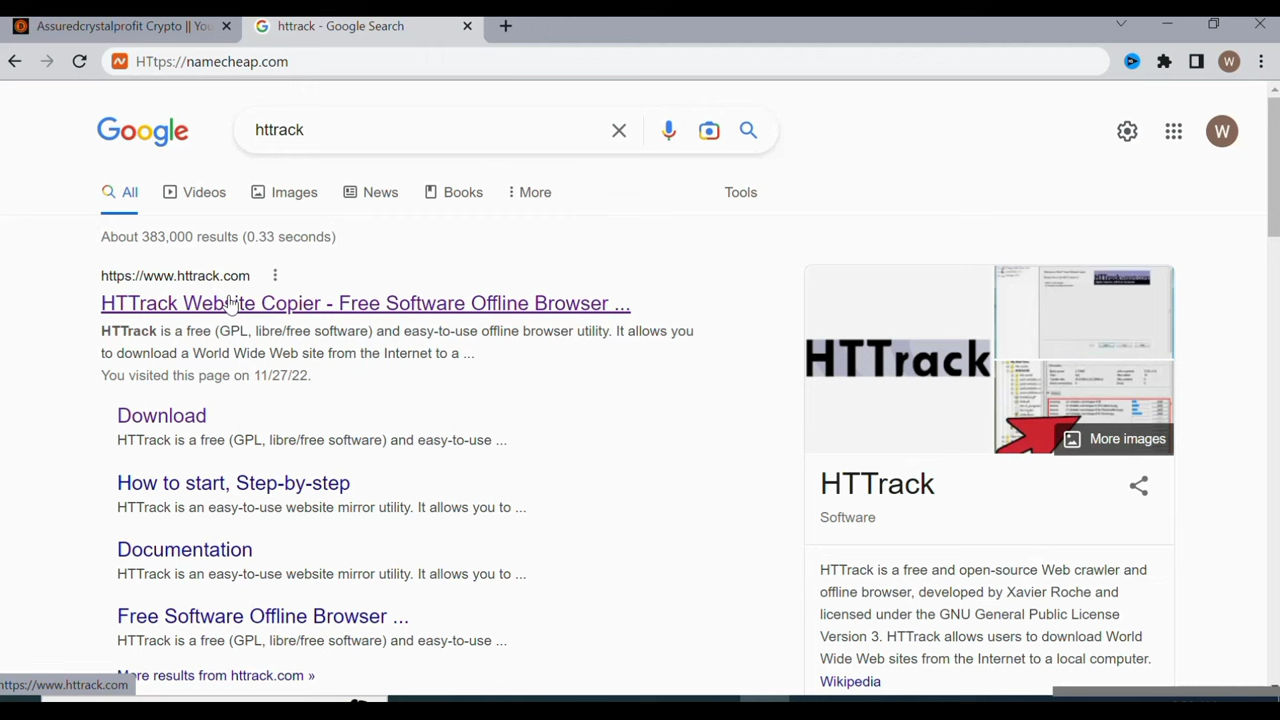 Assuredcrystalprofit Crypto || You
httrack - Google Search
HTtps://namecheap.com
W
Google
httrack
W
All
Videos
Images
News
Books
More
Tools
About 383,000 results (0.33 seconds)
https://www.httrack.com
HTTrack Website Copier - Free Software Offline Browser ...
HTTrack is a free (GPL, libre/free software) and easy-to-use offline browser utility. It allows you
to download a World Wide Web site from the Internet to a ...
You visited this page on 11/27/22.
Download
HTTrack is a free (GPL, libre/free software) and easy-to-use ...
How to start, Step-by-step
HTTrack is an easy-to-use website mirror utility. It allows you to ...
Documentation
HTTrack is an easy-to-use website mirror utility. It allows you to ...
Free Software Offline Browser ...
HTTrack is a free (GPL, libre/free software) and easy-to-use ...
More results from httrack.com »
https://www.httrack.com
HTTrack
More images
HTTrack
Software
HTTrack is a free and open-source Web crawler and
offline browser, developed by Xavier Roche and
licensed under the GNU General Public License
Version 3. HTTrack allows users to download World
Wide Web sites from the Internet to a local computer.
Wikipedia